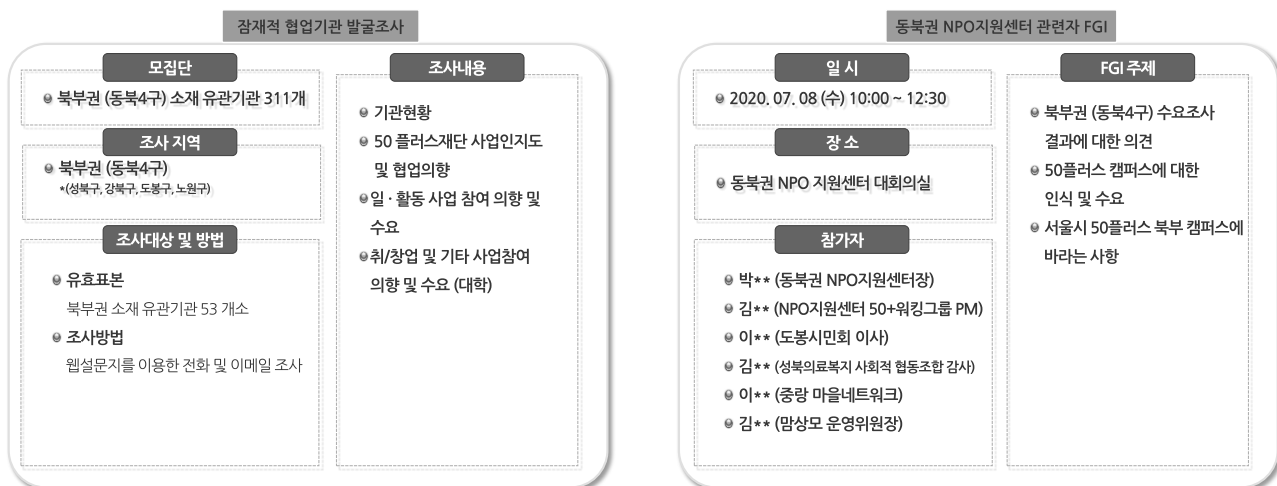 잠재적 협업기관 발굴조사
모집단
북부권 (동북4구) 소재 유관기관 311개
조사 지역
북부권 (동북4구)
*(성북구, 강북구, 도봉구, 노원구)
조사대상 및 방법
유효표본
북부권 소재 유관기관 53 개소
조사방법
웹설문지를 이용한 전화 및 이메일 조사
조사내용
기관현황
50 플러스재단 사업인지도
및 협업의향
일 · 활동 사업 참여 의향 및
수요
취/창업 및 기타 사업참여
의향 및 수요 (대학)
동북권 NPO지원센터 관련자 FGI
일 시
2020. 07. 08 (수) 10:00 ~ 12:30
장 소
동북권 NPO 지원센터 대회의실
참가자
박** (동북권 NPO지원센터장)
김** (NPO지원센터 50+워킹그룹 PM)
이** (도봉시민회 이사)
김** (성북의료복지 사회적 협동조합 감사)
이** (중랑 마을네트워크)
김** (맘상모 운영위원장)
FGI 주제
북부권 (동북4구) 수요조사
결과에 대한 의견
50플러스 캠퍼스에 대한
인식 및 수요
서울시 50플러스 북부 캠퍼스에
바라는 사항